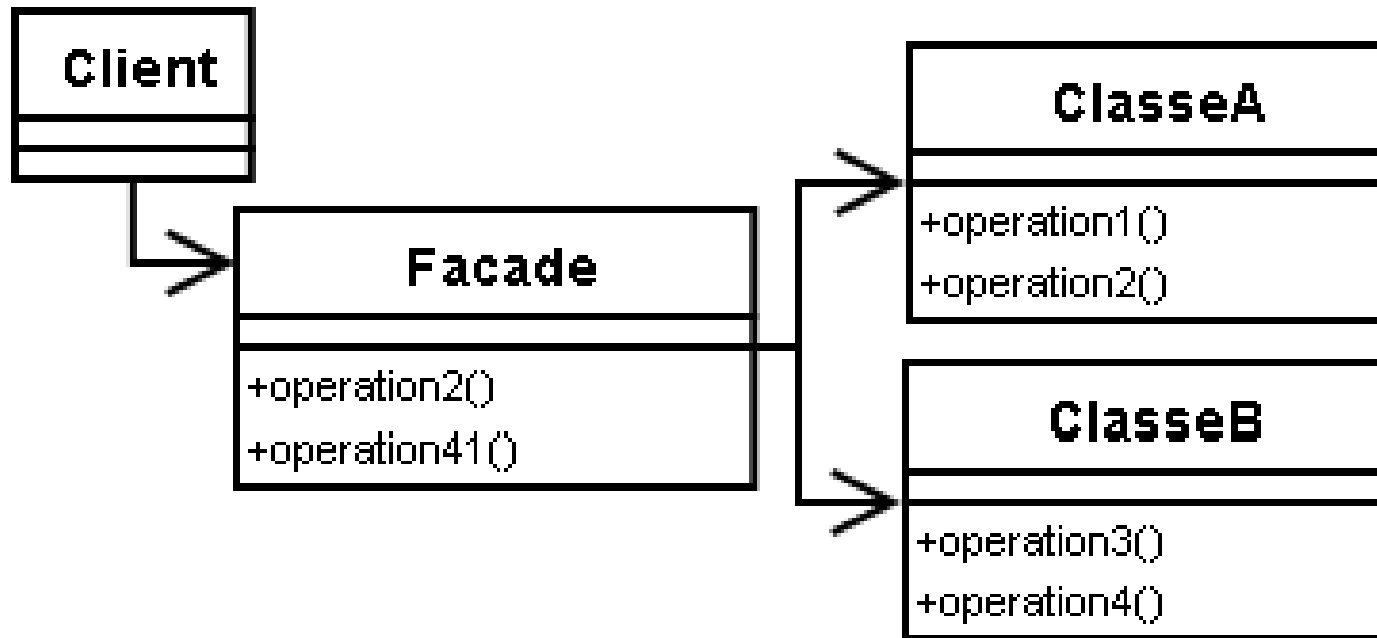 Client
Facade
+operation2()
+operation41()
ClasseA
+operation1()
+operation2()
ClasseB
+operation3()
+operation4()